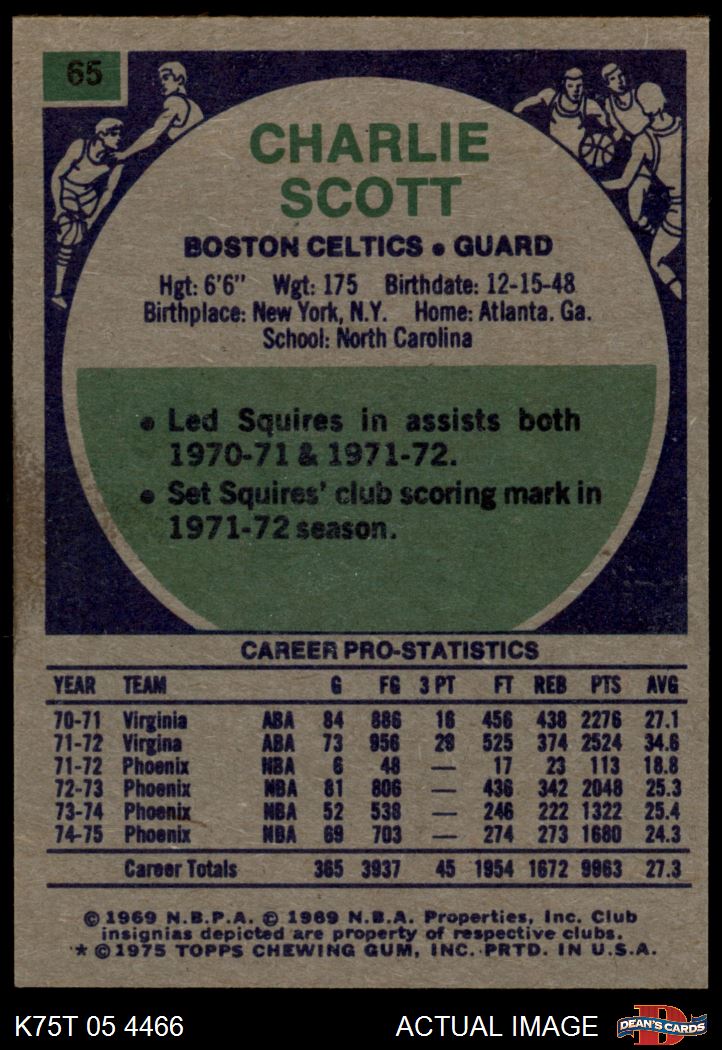 65
CHARLIE
SCOTT
BOSTON CELTICS • GUARD
Hgt: 6'6" Wgt: 175 Birthdate: 12-15-48
Birthplace: New York, N.Y. Home: Atlanta. Ga.
School: North Carolina
• Led Squires in assists both
1970-71 & 1971-72.
• Set Squires' club scoring mark in
1971-72 season.
CAREER PRO-STATISTICS
YEAR TEAM G FG 3 PT FT REB PTS AVG
70-71 Virginia ABA 84 886 16 456 438 2276 27.1
71-72 Virgina ABA 73 956 29 525 374 2524 34.6
71-72 Phoenix NBA 6 48 — 17 23 113 18.8
72-73 Phoenix NBA 81 806 — 436 342 2048 25.3
73-74 Phoenix NBA 52 538 — 246 222 1322 25.4
74-75 Phoenix NBA 69 703 — 274 273 1680 24.3
Career Totals 365 3937 45 1954 1672 9963 27.3
© 1969 N.B.P.A. © 1969 N.B.A. Properties, Inc. Club
insignias depicted are property of respective clubs.
* © 1975 TOPPS CHEWING GUM, INC. PRTD. IN U.S.A.
K75T 05 4466 ACTUAL IMAGE D DEAN'S CARDS